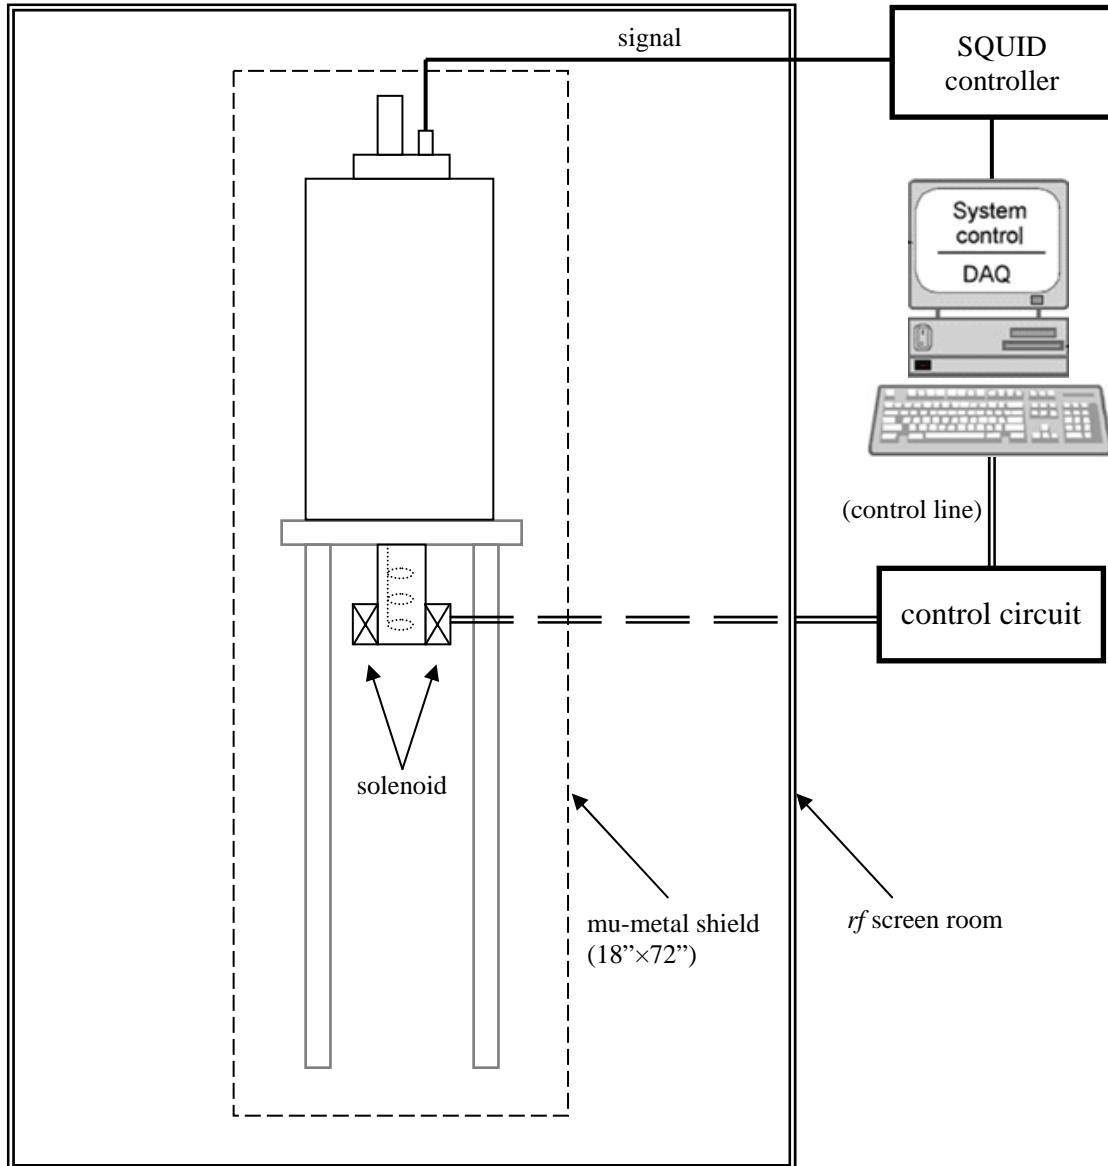 signal
SQUID
controller
System
control
DAQ
(control line)
control circuit
solenoid
mu-metal shield
(18”×72”)
rf screen room